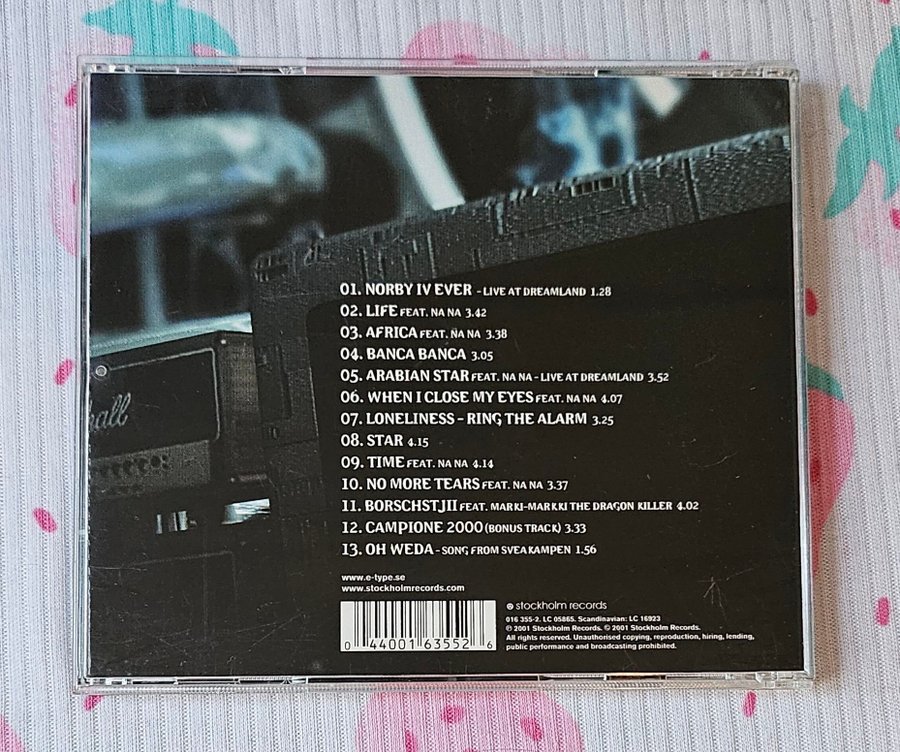 01. NORBY IV EVER - LIVE AT DREAMLAND 1.28
02. LIFE FEAT. NA NA 3.42
03. AFRICA FEAT. NA NA 3.38
04. BANCA BANCA 3.05
05. ARABIAN STAR FEAT. NA NA - LIVE AT DREAMLAND 3.52
06. WHEN I CLOSE MY EYES FEAT. NA NA 4.07
07. LONELINESS - RING THE ALARM 3.25
08. STAR 4.15
09. TIME FEAT. NA NA 4.14
10. NO MORE TEARS FEAT. NA NA 3.37
11. BORSCHSTJII FEAT. MARKI-MARKKI THE DRAGON KILLER 4.02
12. CAMPIONE 2000 (BONUS TRACK) 3.33
13. OH WEDA - SONG FROM SVEAKAMPEN 1.56
hall
www.e-type.se
www.stockholmrecords.com
0 44001 63552 6
stockholm records
016 355-2. LC 05865. Scandinavian: LC 16923
℗ 2001 Stockholm Records. © 2001 Stockholm Records.
All rights reserved. Unauthorised copying, reproduction, hiring, lending,
public performance and broadcasting prohibited.